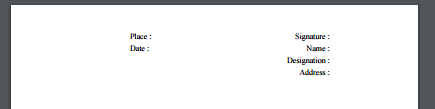 Place : Signature :
Date : Name :
Designation :
Address :